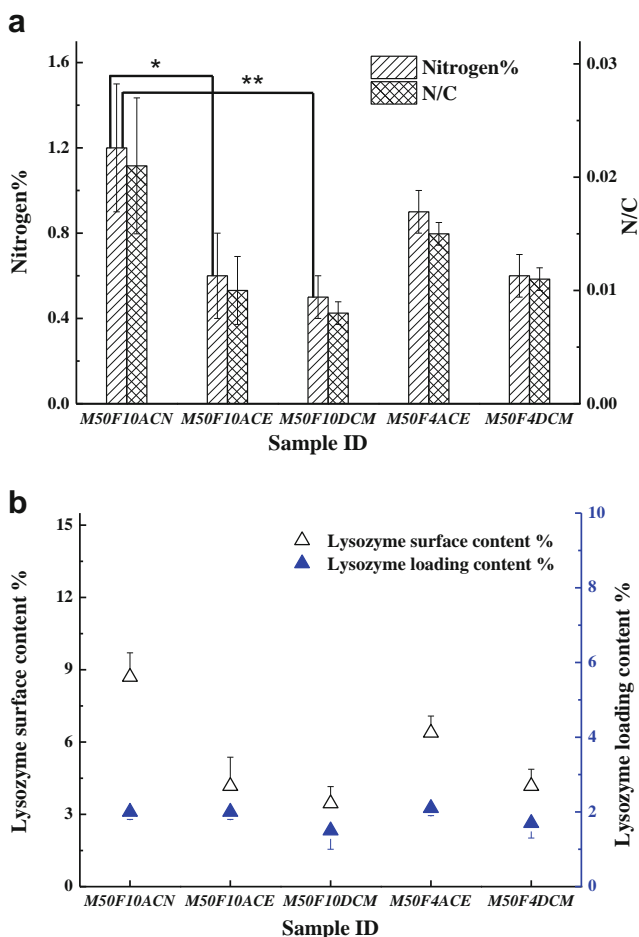 a
Nitrogen%
N/C
*
**
1.6
1.2
0.8
0.4
0.0
Nitrogen%
0.03
0.02
0.01
0.00
N/C
M50F10ACN M50F10ACE M50F10DCM M50F4ACE M50F4DCM
Sample ID
b
Lysozyme surface content %
Lysozyme loading content %
15
12
9
6
3
0
Lysozyme surface content %
10
8
6
4
2
0
Lysozyme loading content %
M50F10ACN M50F10ACE M50F10DCM M50F4ACE M50F4DCM
Sample ID